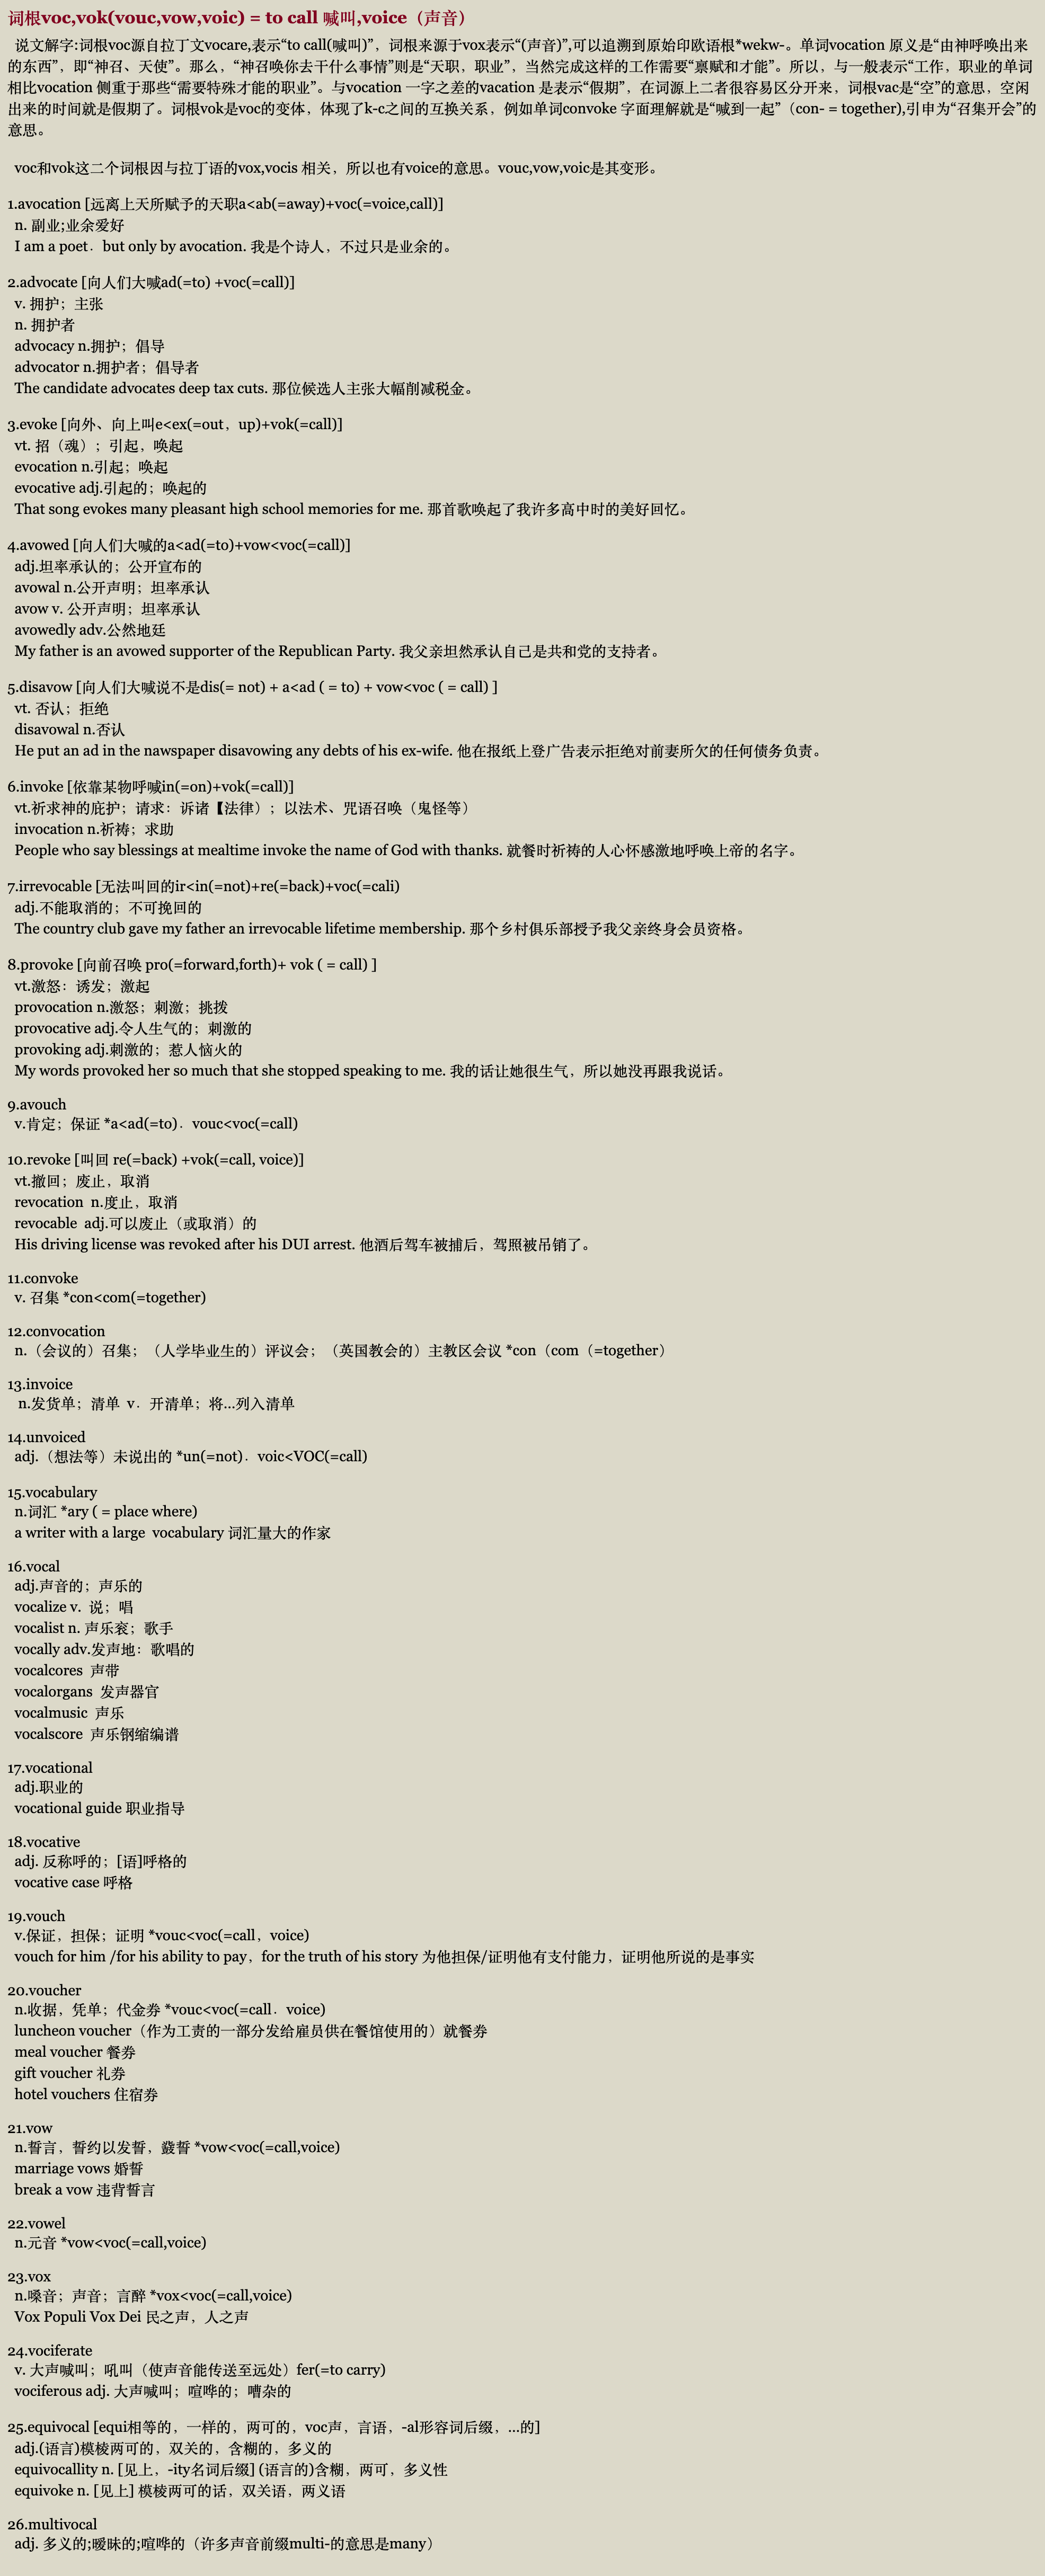 词根voc,vok(vouc,vow,voic) = to call 喊叫,voice（声音）
说文解字:词根voc源自拉丁文vocare,表示“to call(喊叫)”，词根来源于vox表示“(声音)”,可以追溯到原始印欧语根*wekw-。单词vocation 原义是“由神呼唤出来
的东西”，即“神召、天使”。那么，“神召唤你去干什么事情”则是“天职，职业”，当然完成这样的工作需要“禀赋和才能”。所以，与一般表示“工作，职业的单词
相比vocation 侧重于那些“需要特殊才能的职业”。与vocation 一字之差的vacation 是表示“假期”，在词源上二者很容易区分开来，词根vac是“空”的意思，空闲
出来的时间就是假期了。词根vok是voc的变体，体现了k-c之间的互换关系，例如单词convoke 字面理解就是“喊到一起”（con- = together),引申为“召集开会”的
意思。
voc和vok这二个词根因与拉丁语的vox,vocis 相关，所以也有voice的意思。vouc,vow,voic是其变形。
1.avocation [远离上天所赋予的天职a<ab(=away)+voc(=voice,call)]
n. 副业;业余爱好
I am a poet．but only by avocation. 我是个诗人，不过只是业余的。
2.advocate [向人们大喊ad(=to) +voc(=call)]
v. 拥护；主张
n. 拥护者
advocacy n.拥护；倡导
advocator n.拥护者；倡导者
The candidate advocates deep tax cuts. 那位候选人主张大幅削减税金。
3.evoke [向外、向上叫e<ex(=out，up)+vok(=call)]
vt. 招（魂）；引起，唤起
evocation n.引起；唤起
evocative adj.引起的；唤起的
That song evokes many pleasant high school memories for me. 那首歌唤起了我许多高中时的美好回忆。
4.avowed [向人们大喊的a<ad(=to)+vow<voc(=call)]
adj.坦率承认的；公开宣布的
avowal n.公开声明；坦率承认
avow v. 公开声明；坦率承认
avowedly adv.公然地廷
My father is an avowed supporter of the Republican Party. 我父亲坦然承认自己是共和党的支持者。
5.disavow [向人们大喊说不是dis(= not) + a<ad ( = to) + vow<voc ( = call) ]
vt. 否认；拒绝
disavowal n.否认
He put an ad in the nawspaper disavowing any debts of his ex-wife. 他在报纸上登广告表示拒绝对前妻所欠的任何债务负责。
6.invoke [依靠某物呼喊in(=on)+vok(=call)]
vt.祈求神的庇护；请求：诉诸【法律）；以法术、咒语召唤（鬼怪等）
invocation n.祈祷；求助
People who say blessings at mealtime invoke the name of God with thanks. 就餐时祈祷的人心怀感激地呼唤上帝的名字。
7.irrevocable [无法叫回的ir<in(=not)+re(=back)+voc(=cali)
adj.不能取消的；不可挽回的
The country club gave my father an irrevocable lifetime membership. 那个乡村俱乐部授予我父亲终身会员资格。
8.provoke [向前召唤 pro(=forward,forth)+ vok ( = call) ]
vt.激怒：诱发；激起
provocation n.激怒；刺激；挑拨
provocative adj.令人生气的；刺激的
provoking adj.刺激的；惹人恼火的
My words provoked her so much that she stopped speaking to me. 我的话让她很生气，所以她没再跟我说话。
9.avouch
v.肯定；保证 *a<ad(=to)．vouc<voc(=call)
10.revoke [叫回 re(=back) +vok(=call, voice)]
vt.撤回；废止，取消
revocation n.度止，取消
revocable adj.可以废止（或取消）的
His driving license was revoked after his DUI arrest. 他酒后驾车被捕后，驾照被吊销了。
11.convoke
v. 召集 *con<com(=together)
12.convocation
n.（会议的）召集；（人学毕业生的）评议会；（英国教会的）主教区会议 *con（com（=together）
13.invoice
n.发货单；清单 v．开清单；将...列入清单
14.unvoiced
adj.（想法等）未说出的 *un(=not)．voic<VOC(=call)
15.vocabulary
n.词汇 *ary ( = place where)
a writer with a large vocabulary 词汇量大的作家
16.vocal
adj.声音的；声乐的
vocalize v. 说；唱
vocalist n. 声乐衮；歌手
vocally adv.发声地：歌唱的
vocalcores 声带
vocalorgans 发声器官
vocalmusic 声乐
vocalscore 声乐钢缩编谱
17.vocational
adj.职业的
vocational guide 职业指导
18.vocative
adj. 反称呼的；[语]呼格的
vocative case 呼格
19.vouch
v.保证，担保；证明 *vouc<voc(=call，voice)
vouch for him /for his ability to pay，for the truth of his story 为他担保/证明他有支付能力，证明他所说的是事实
20.voucher
n.收据，凭单；代金券 *vouc<voc(=call．voice)
luncheon voucher（作为工责的一部分发给雇员供在餐馆使用的）就餐券
meal voucher 餐券
gift voucher 礼券
hotel vouchers 住宿券
21.vow
n.誓言，誓约以发誓，發誓 *vow<voc(=call,voice)
marriage vows 婚誓
break a vow 违背誓言
22.vowel
n.元音 *vow<voc(=call,voice)
23.vox
n.嗓音；声音；言醉 *vox<voc(=call,voice)
Vox Populi Vox Dei 民之声，人之声
24.vociferate
v. 大声喊叫；吼叫（使声音能传送至远处）fer(=to carry)
vociferous adj. 大声喊叫；喧哗的；嘈杂的
25.equivocal [equi相等的，一样的，两可的，voc声，言语，-al形容词后缀，...的]
adj.(语言)模棱两可的，双关的，含糊的，多义的
equivocallity n. [见上，-ity名词后缀] (语言的)含糊，两可，多义性
equivoke n. [见上] 模棱两可的话，双关语，两义语
26.multivocal
adj. 多义的;暧昧的;喧哗的（许多声音前缀multi-的意思是many）